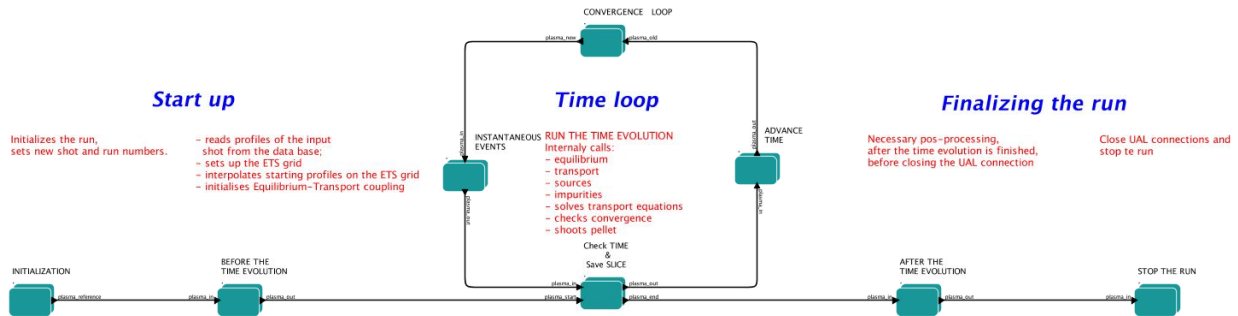 CONVERGENCE LOOP
plasma_new
plasma_old
Start up
Time loop
Finalizing the run
Initializes the run,
sets new shot and run numbers.
- reads profiles of the input
shot from the data base;
- sets up the ETS grid
- interpolates starting profiles on the ETS grid
- initialises Equilibrium-Transport coupling
plasma_in
INSTANTANEOUS
EVENTS
plasma_out
RUN THE TIME EVOLUTION
Internaly calls:
- equilibrium
- transport
- sources
- impurities
- solves transport equations
- checks convergence
- shoots pellet
plasma_out
ADVANCE
TIME
plasma_in
Necessary pos-processing,
after the time evolution is finished,
before closing the UAL connection
Close UAL connections and
stop te run
Check TIME
&
Save SLICE
plasma_in
plasma_out
plasma_start
plasma_end
INITIALIZATION
plasma_reference
BEFORE THE
TIME EVOLUTION
plasma_in
plasma_out
AFTER THE
TIME EVOLUTION
plasma_in
plasma_out
STOP THE RUN
plasma_in